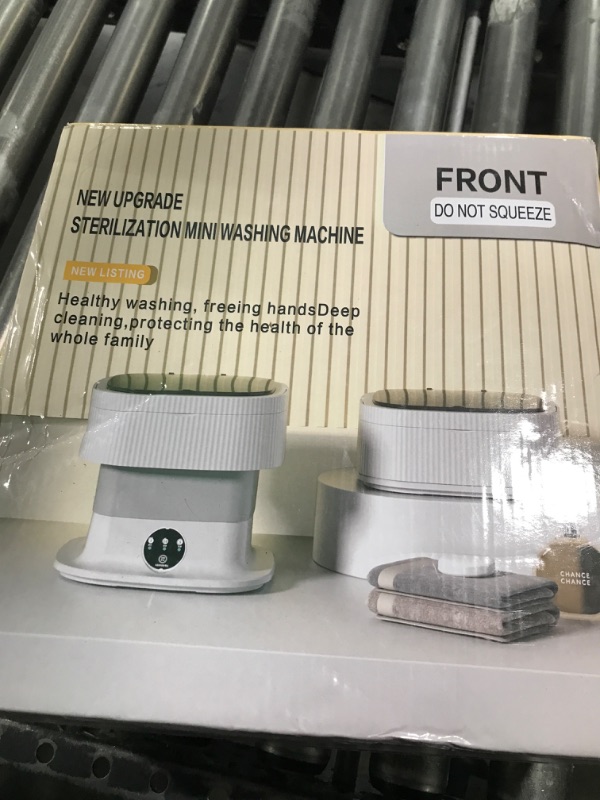 FRONT
DO NOT SQUEEZE
NEW UPGRADE
STERILIZATION MINI WASHING MACHINE
NEW LISTING
Healthy washing, freeing handsDeep
cleaning,protecting the health of the
whole family
CHANCE
CHANCE